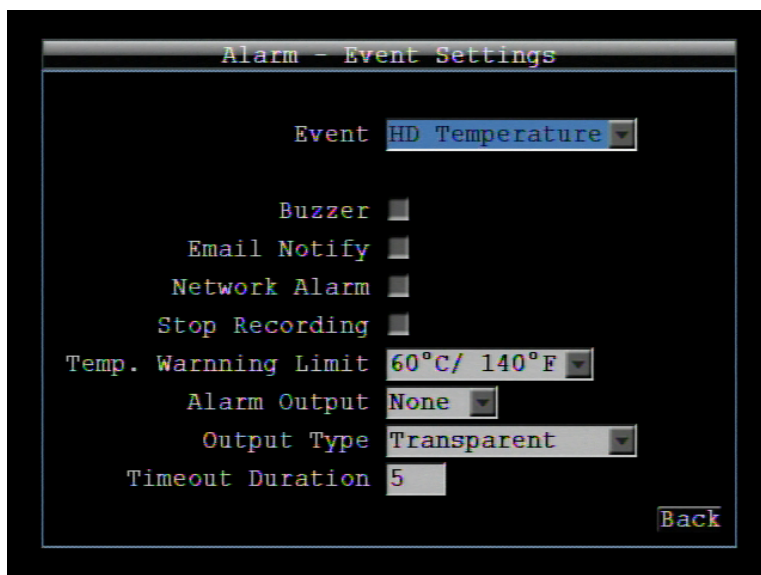 Alarm - Event Settings
Event HD Temperature
Buzzer
Email Notify
Network Alarm
Stop Recording
Temp. Warnning Limit 60°C/ 140°F
Alarm Output None
Output Type Transparent
Timeout Duration 5
Back